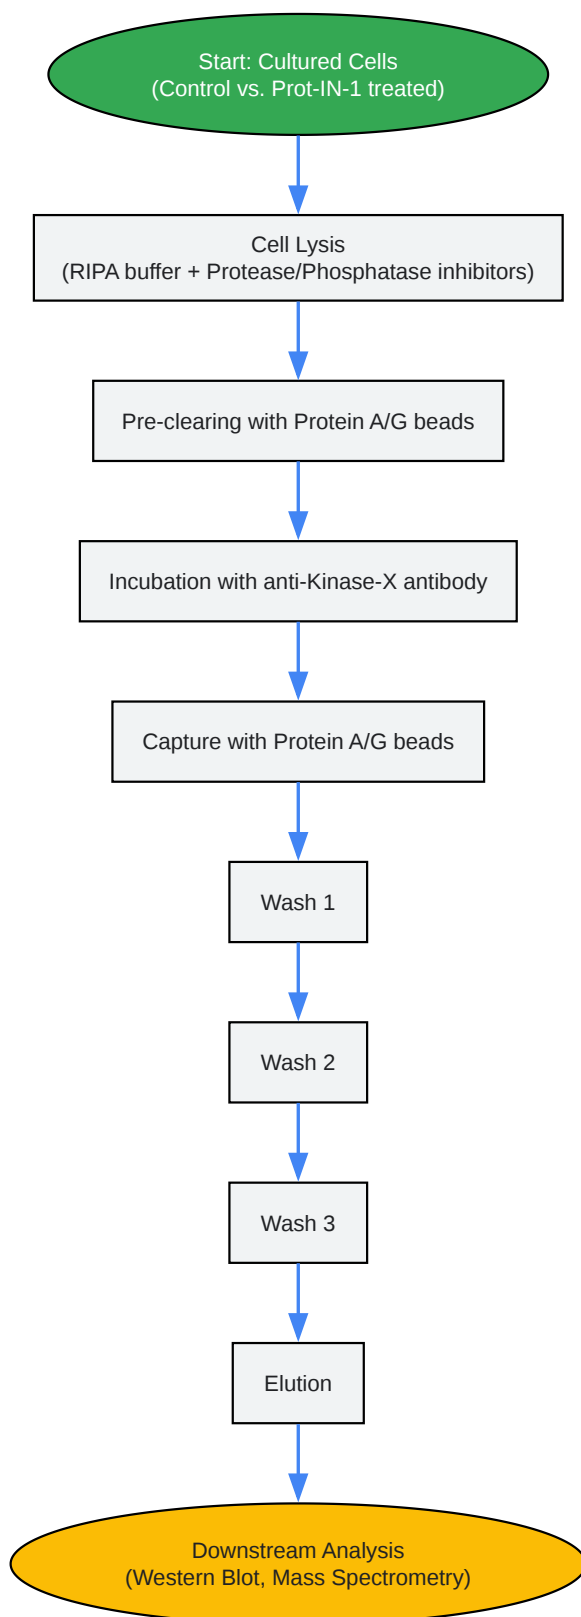 Start: Cultured Cells
(Control vs. Prot-IN-1 treated)
Cell Lysis
(RIPA buffer + Protease/Phosphatase inhibitors)
Pre-clearing with Protein A/G beads
Incubation with anti-Kinase-X antibody
Capture with Protein A/G beads
Wash 1
Wash 2
Wash 3
Elution
Downstream Analysis
(Western Blot, Mass Spectrometry)